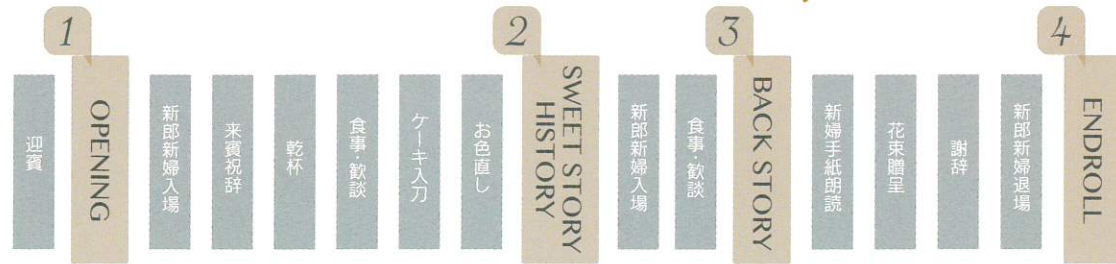 1
2
3
4
迎賓
OPENING
新郎新婦入場
来賓祝辞
乾杯
食事・歓談
ケーキ入刀
お色直し
SWEET STORY
HISTORY
新郎新婦入場
食事・歓談
BACK STORY
新婦手紙朗読
花束贈呈
謝辞
新郎新婦退場
ENDROLL